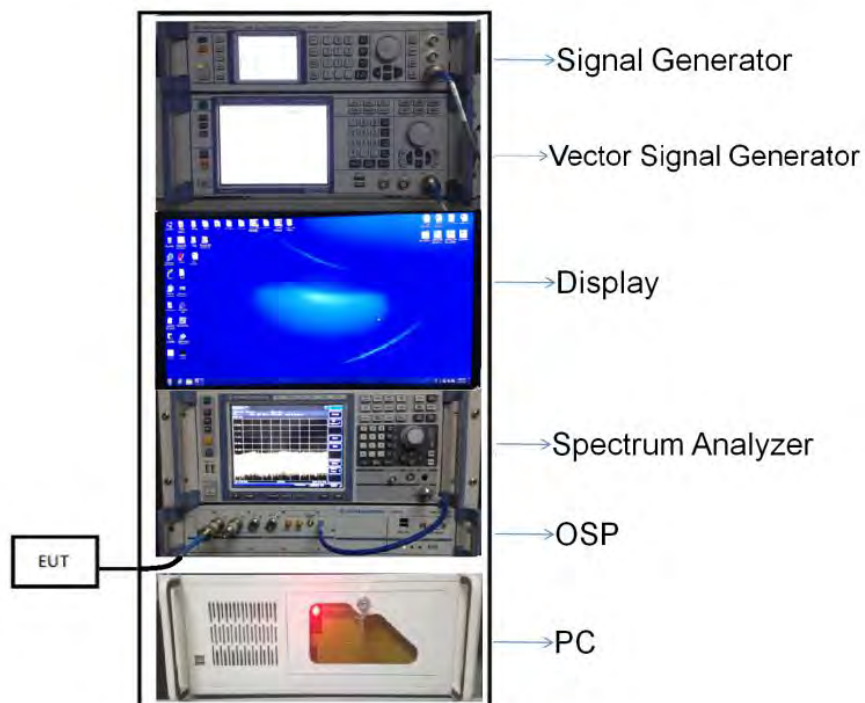 Signal Generator
Vector Signal Generator
Display
Spectrum Analyzer
OSP
EUT
PC